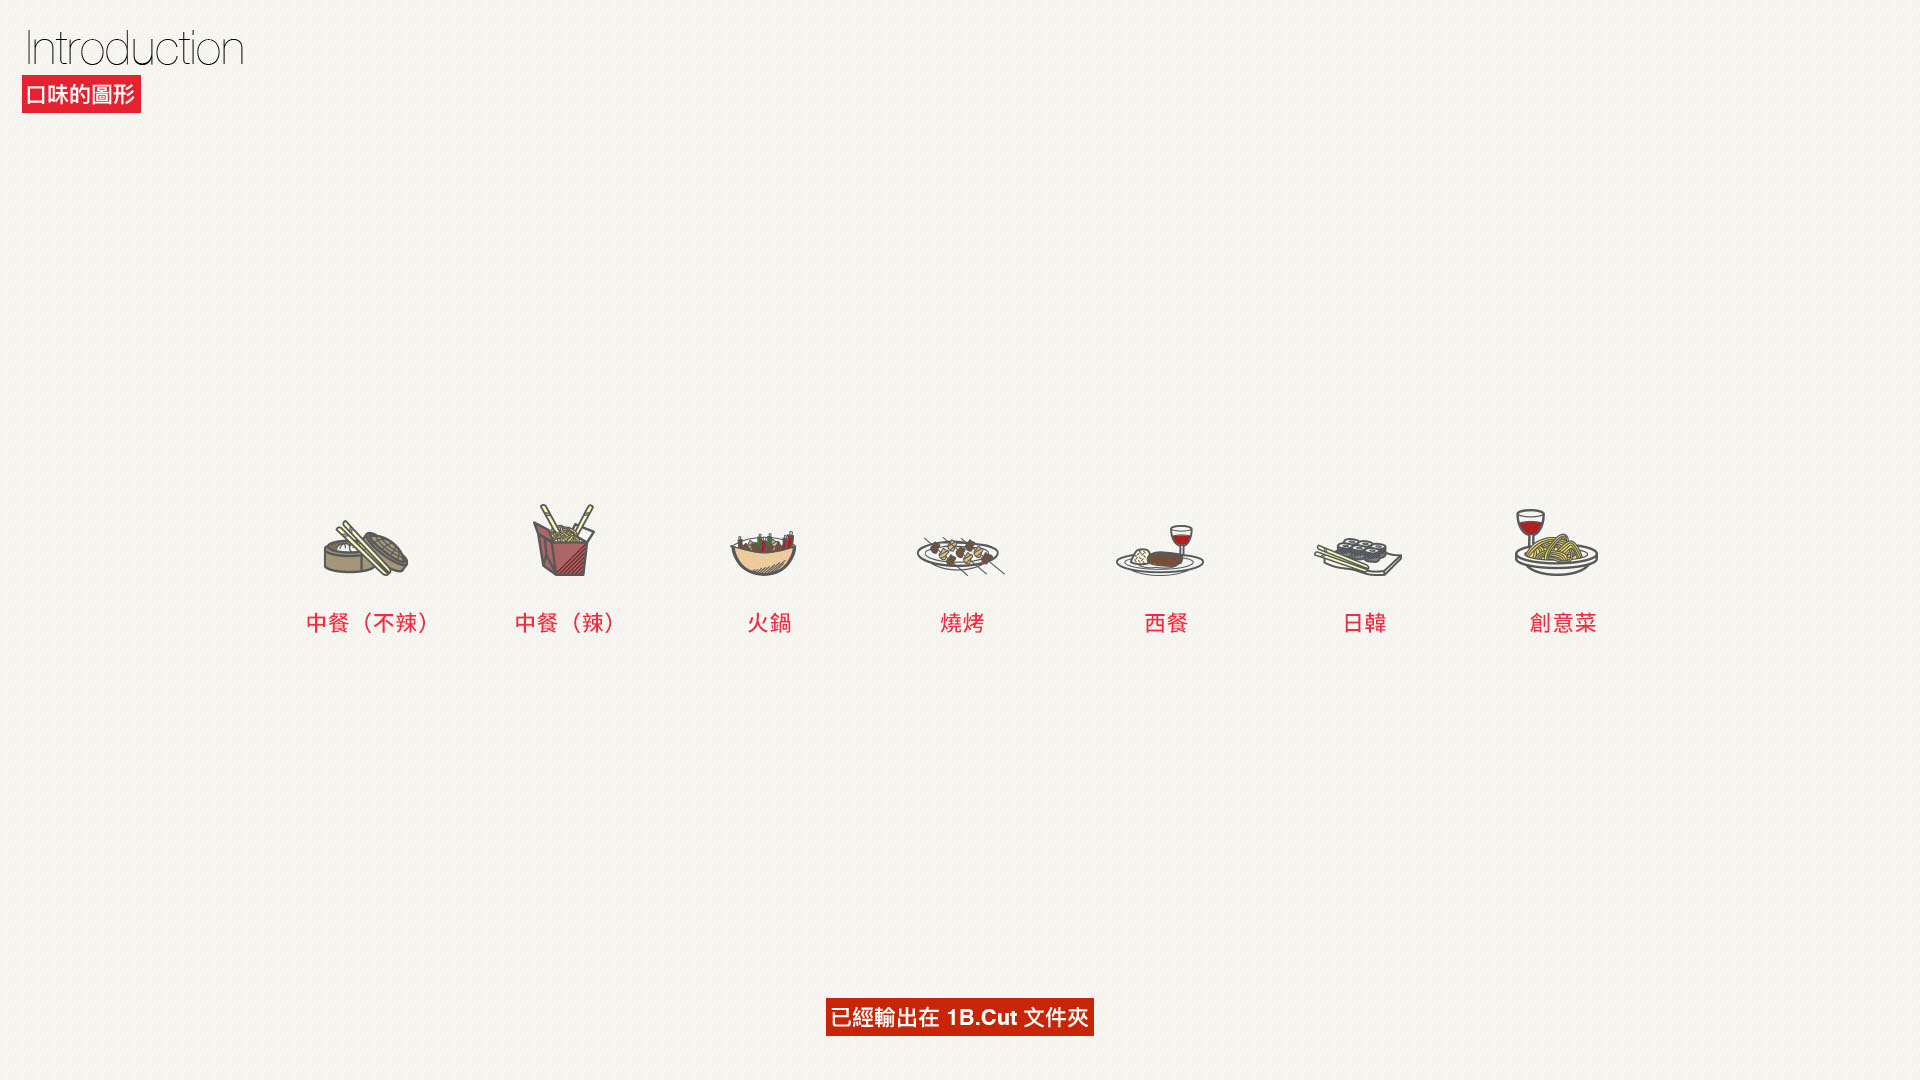 Introduction
口味的圖形
中餐（不辣）
中餐（辣）
火鍋
燒烤
西餐
日韓
創意菜
已經輸出在 1B.Cut 文件夾